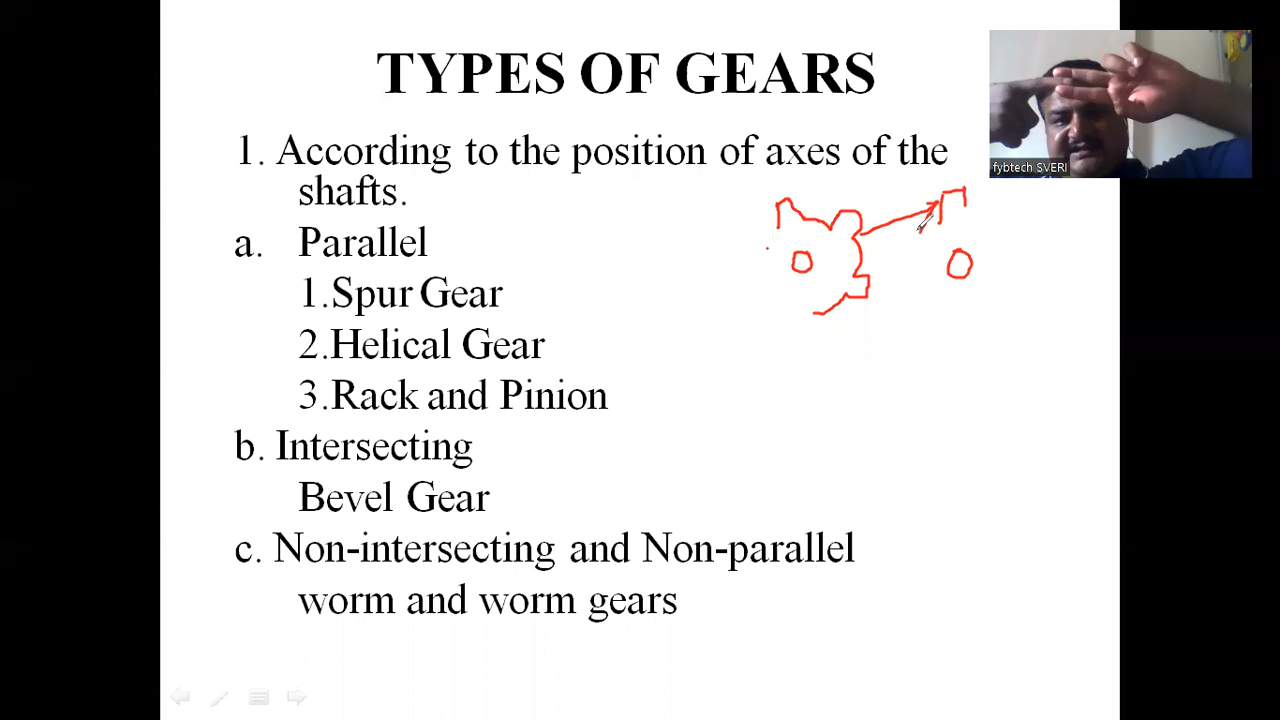 TYPES OF GEARS
fybtech SVERI
1. According to the position of axes of the
shafts.
a. Parallel
1.Spur Gear
2.Helical Gear
3.Rack and Pinion
b. Intersecting
Bevel Gear
c. Non-intersecting and Non-parallel
worm and worm gears